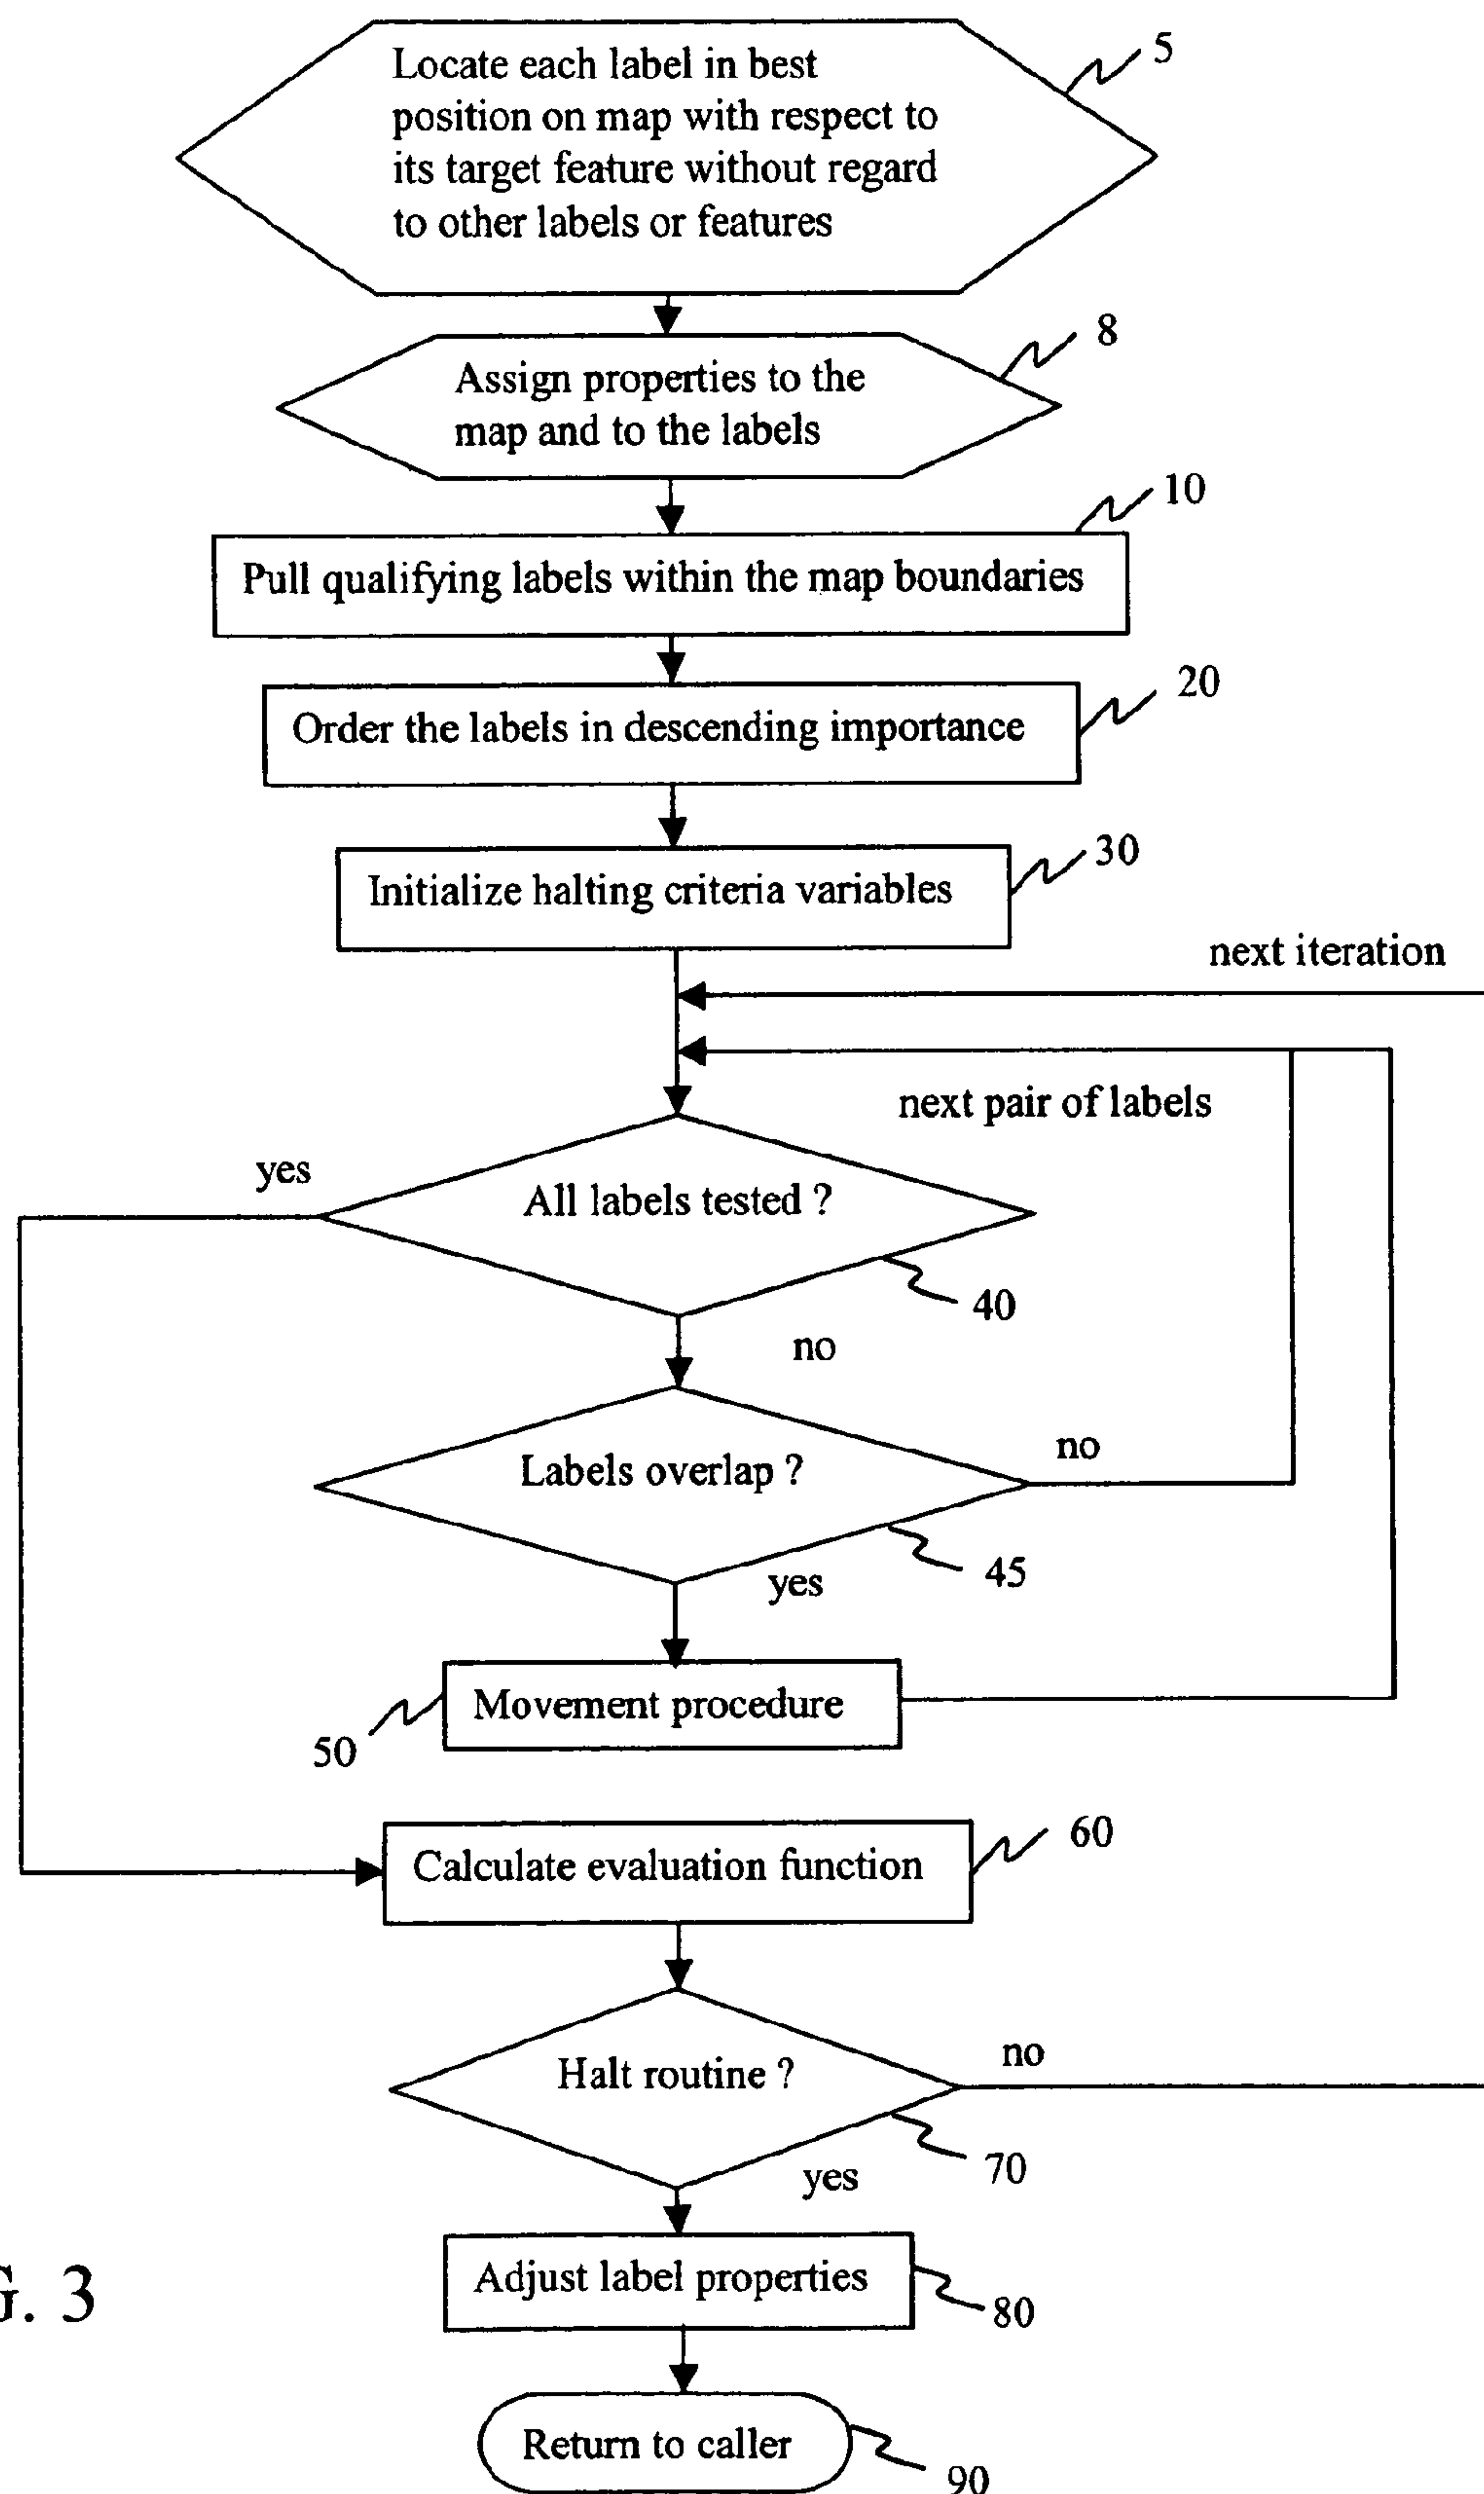 Locate each label in best
position on map with respect to
its target feature without regard
to other labels or features
5
Assign properties to the
map and to the labels
8
10
Pull qualifying labels within the map boundaries
20
Order the labels in descending importance
30
Initialize halting criteria variables
next iteration
next pair of labels
yes
All labels tested ?
40
no
Labels overlap ?
no
45
yes
Movement procedure
50
60
Calculate evaluation function
Halt routine ?
no
70
yes
Adjust label properties
80
G. 3
Return to caller
90